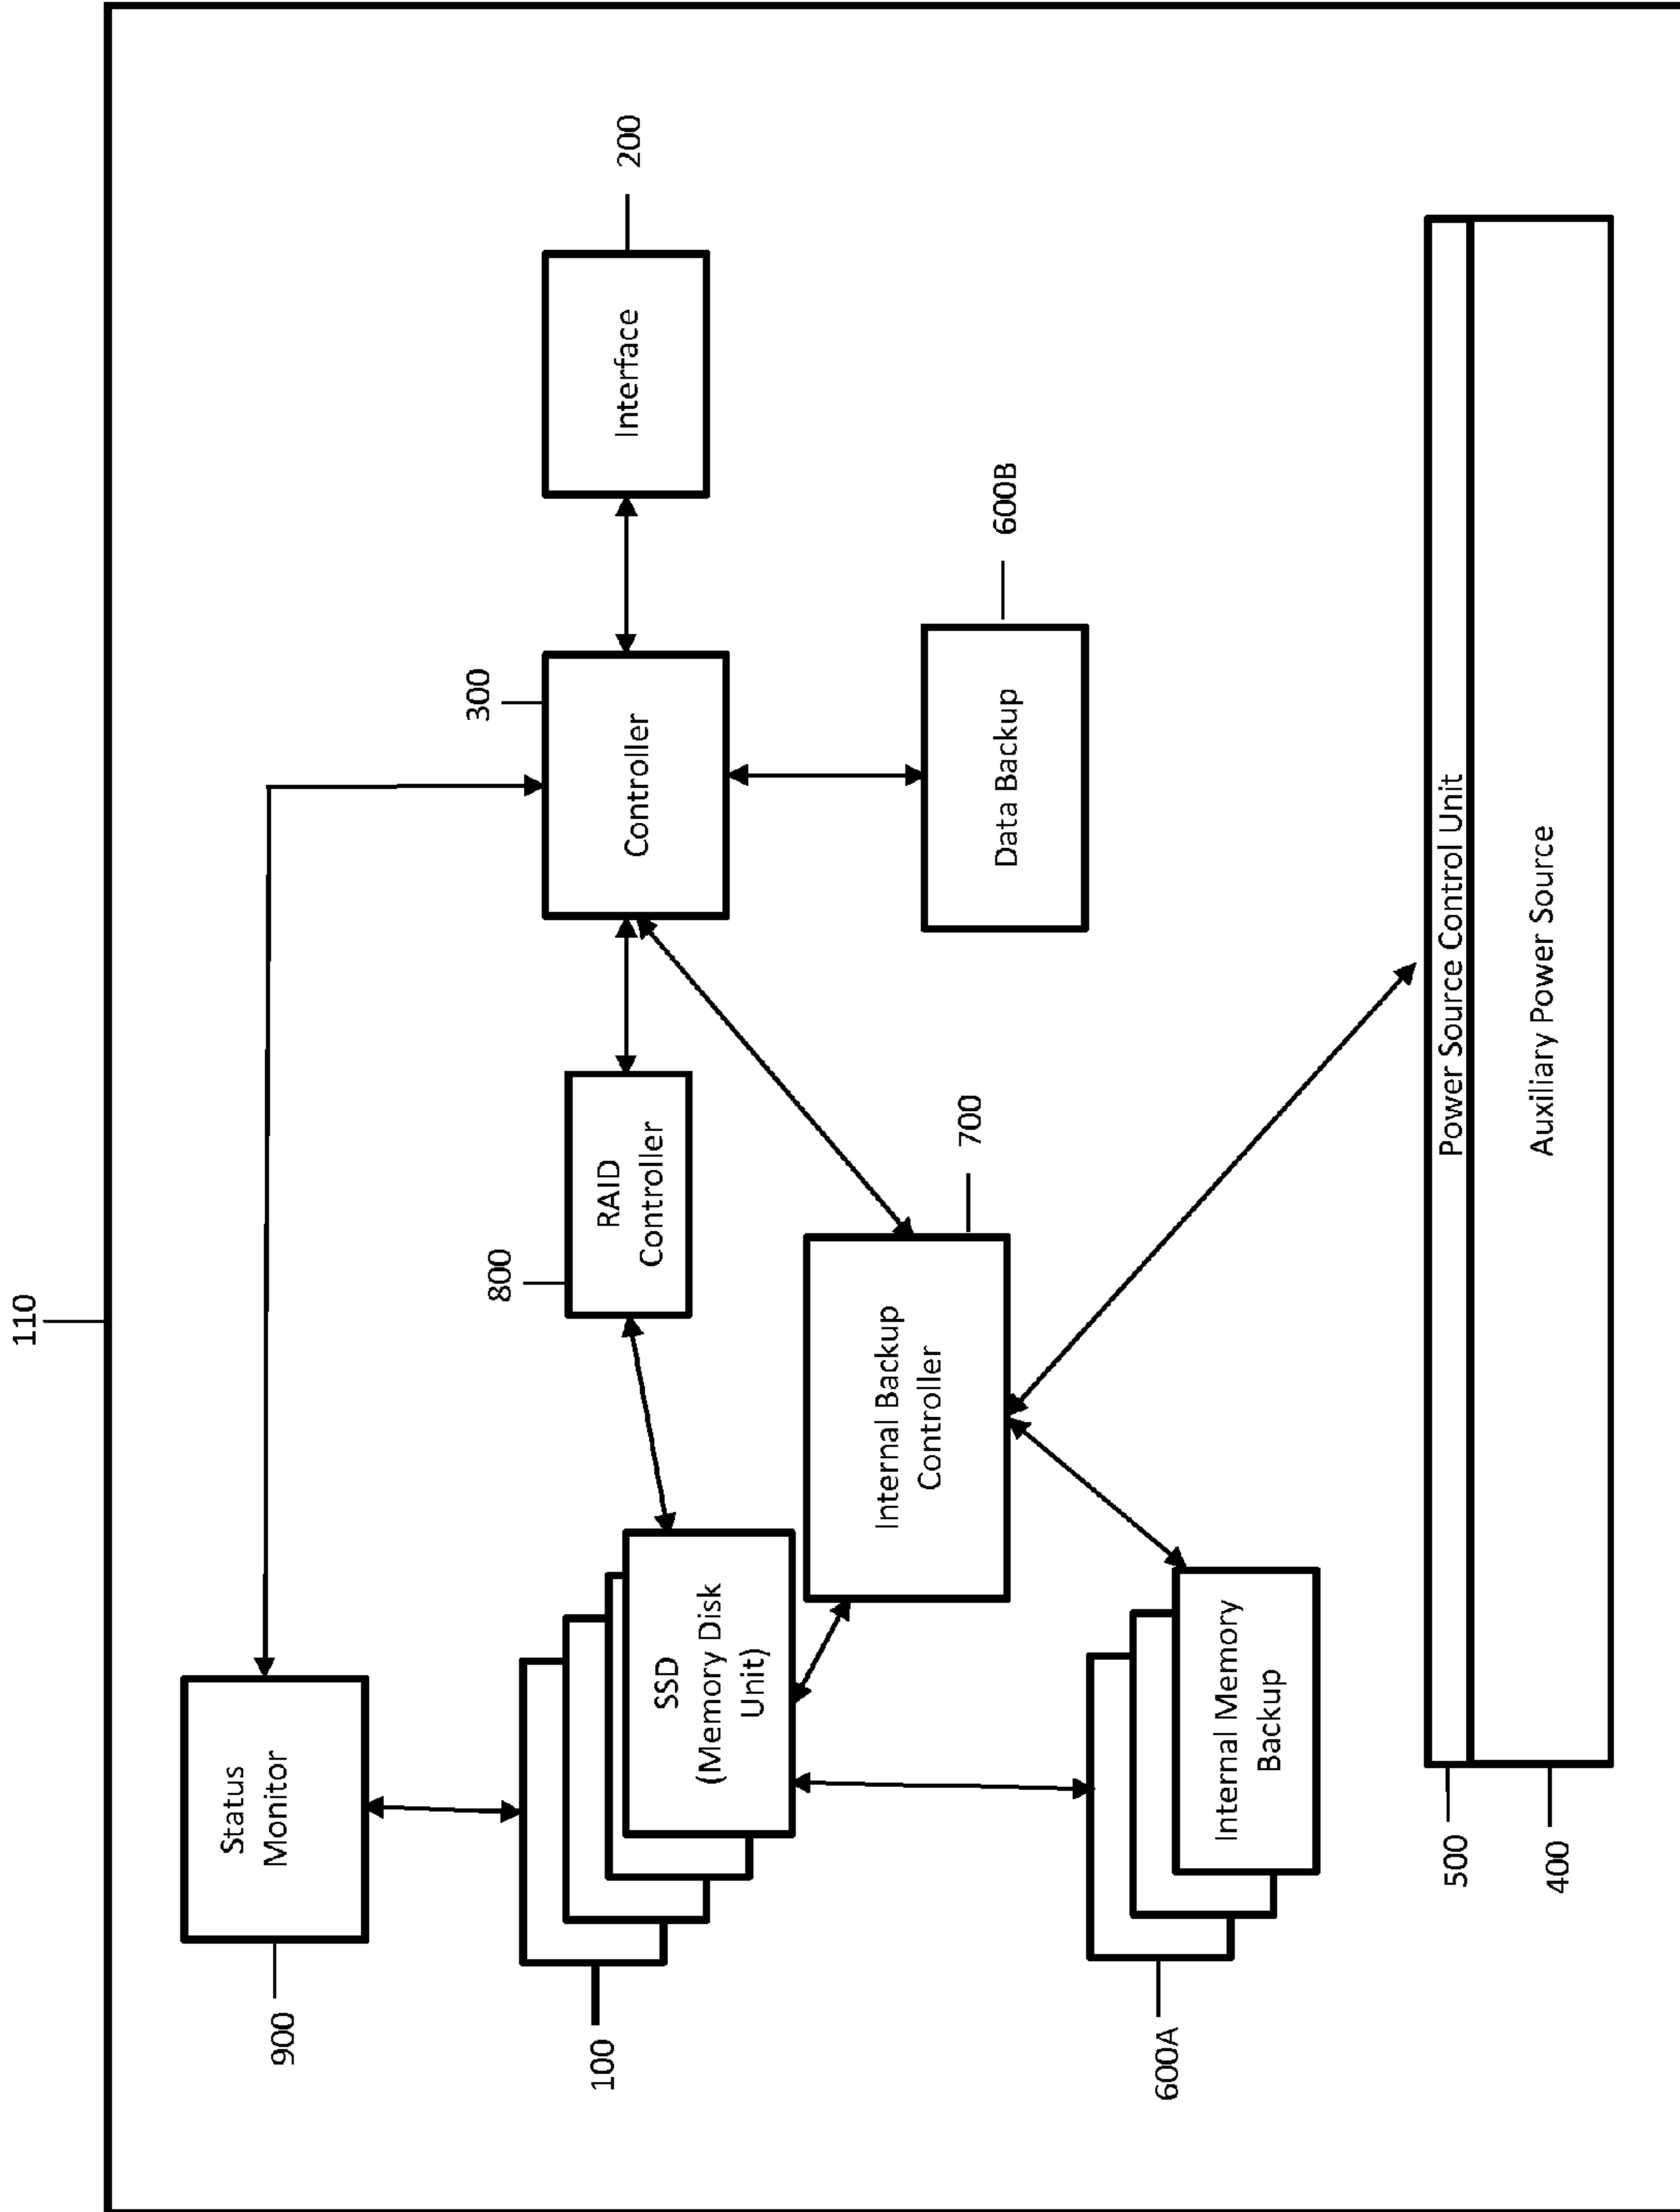 110
900
Status
Monitor
300
200
Interface
Controller
800
RAID
Controller
100
SSD
(Memory Disk
Unit)
Internal Backup
Controller
700
Data Backup
600B
600A
Internal Memory
Backup
500
Power Source Control Unit
400
Auxiliary Power Source